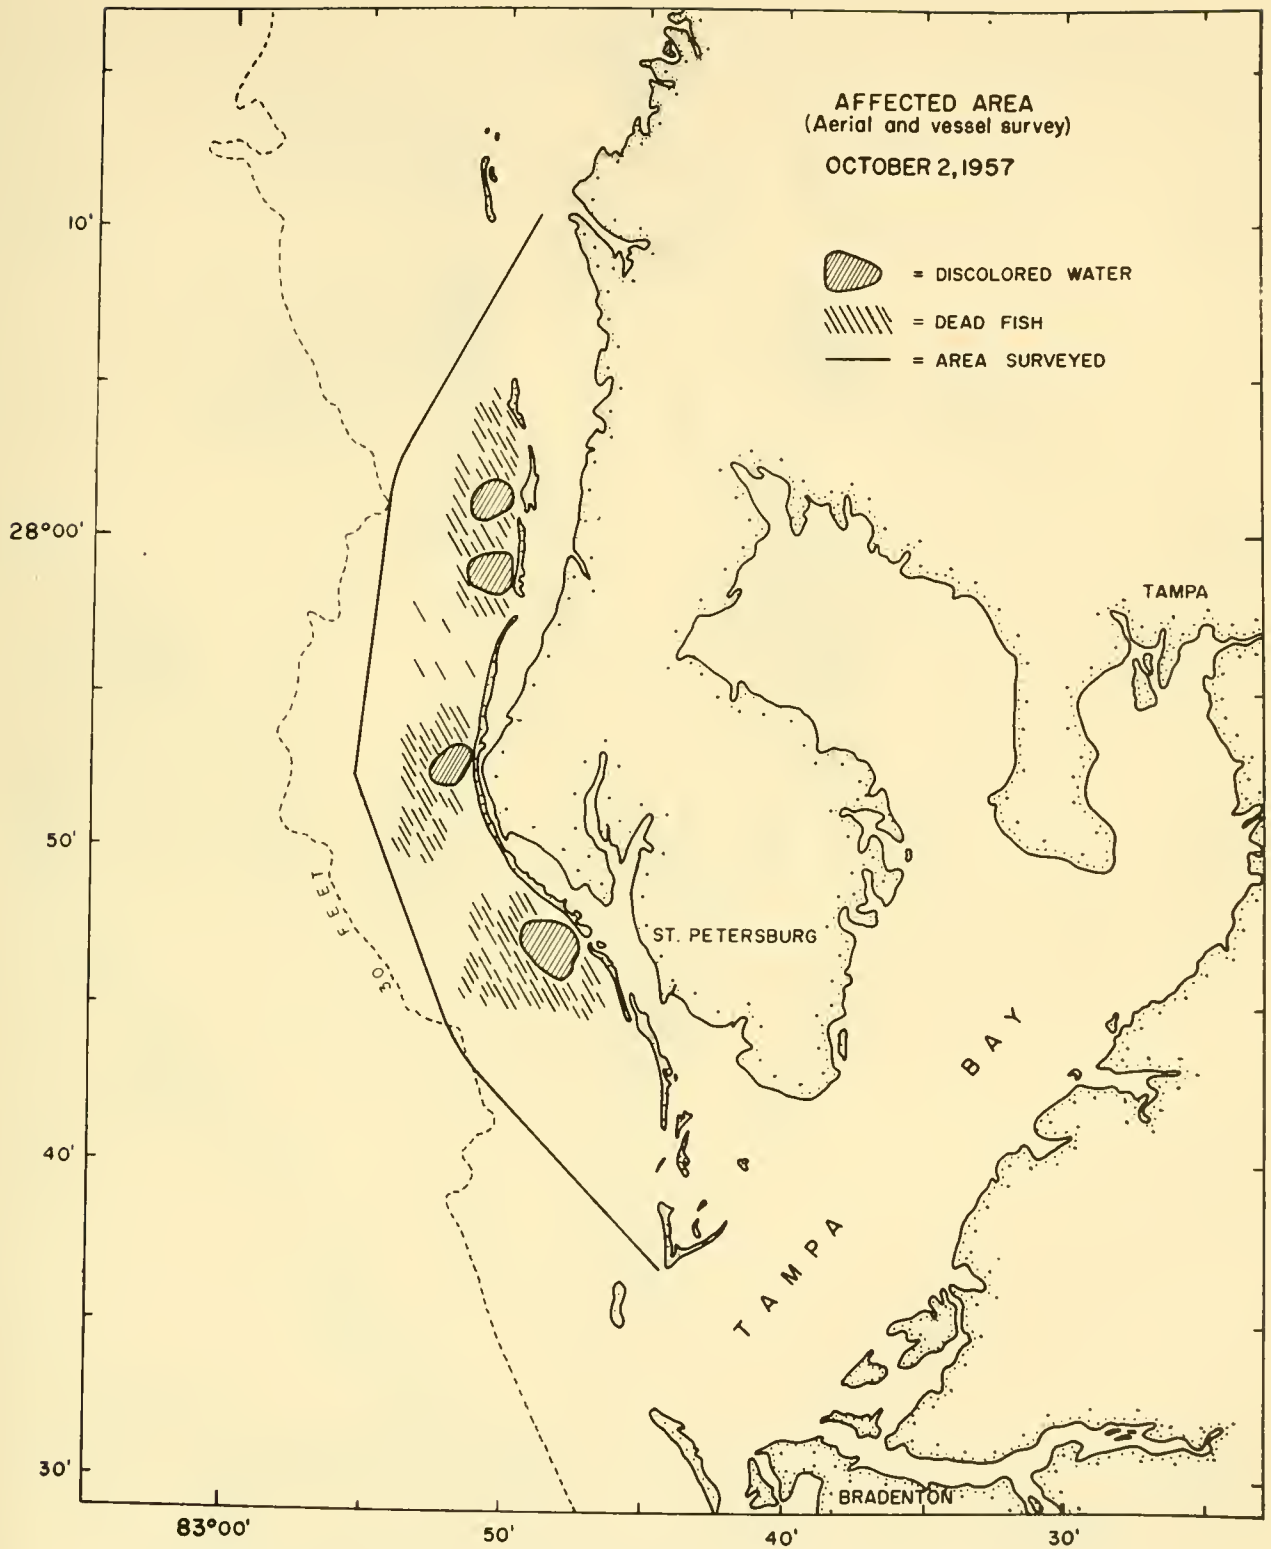 AFFECTED AREA
(Aerial and vessel survey)
OCTOBER 2, 1957
= DISCOLORED WATER
= DEAD FISH
= AREA SURVEYED
10'
28°00'
50'
40'
30'
TAMPA
ST. PETERSBURG
30 FEET
TAMPA BAY
BRADENTON
83°00'
50'
40'
30'